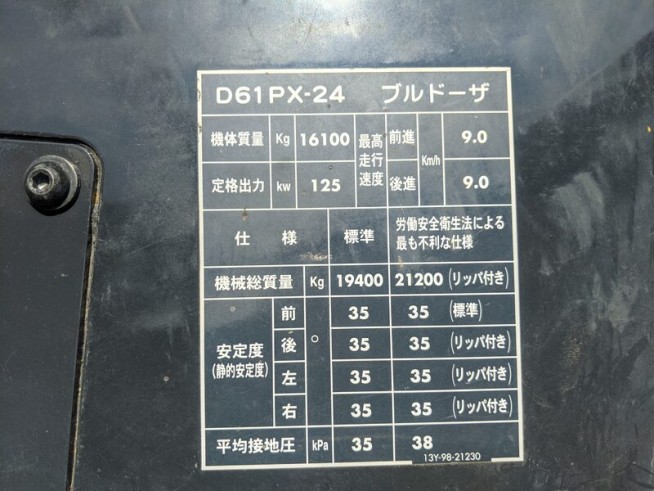 D61PX-24 ブルドーザ
機体質量 Kg 16100 最高走行速度 前進 Km/h 9.0
定格出力 kw 125 後進 9.0
仕様 標準 労働安全衛生法による最も不利な仕様
機械総質量 Kg 19400 21200 (リッパ付き)
安定度(静的安定度) 前 ° 35 35 (標準)
後 35 35 (リッパ付き)
左 35 35 (リッパ付き)
右 35 35 (リッパ付き)
平均接地圧 kPa 35 38
13Y-98-21230